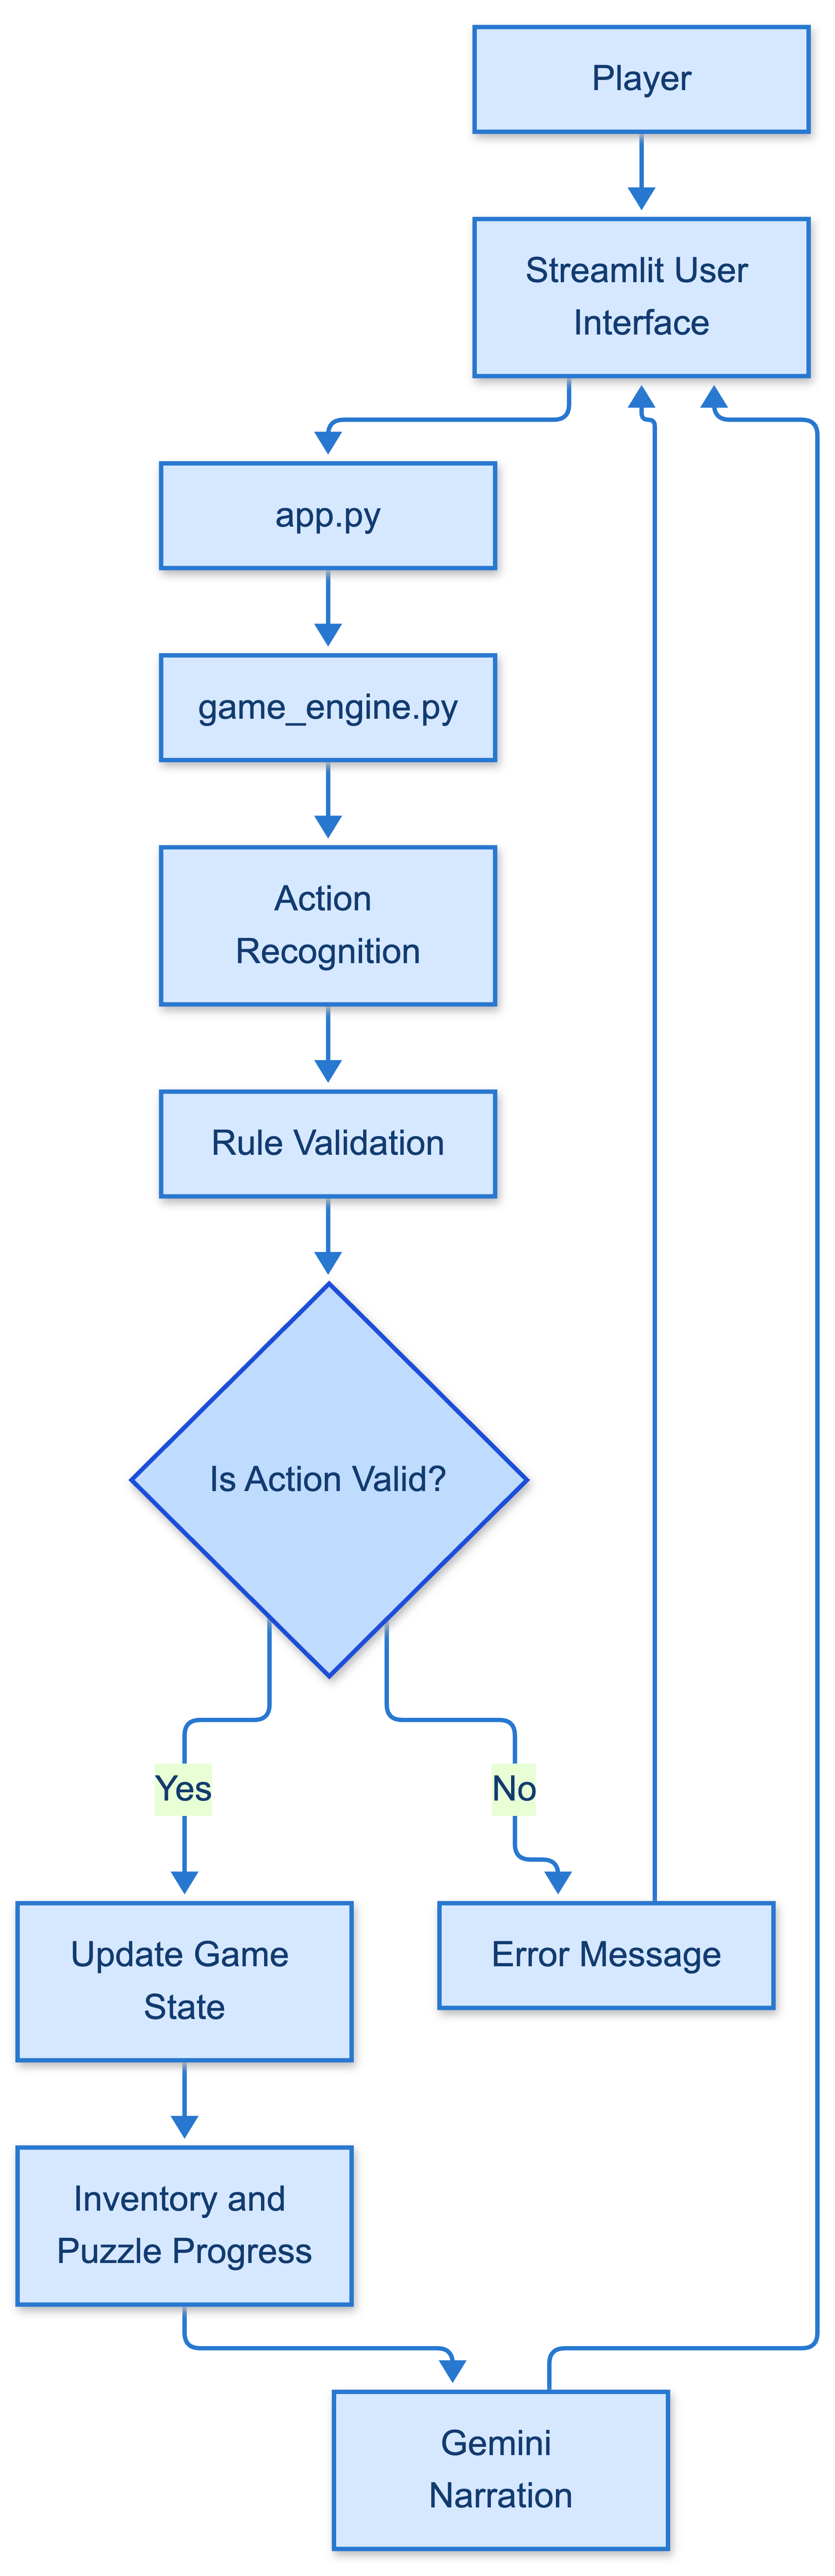 Player
Streamlit User
Interface
app.py
game_engine.py
Action
Recognition
Rule Validation
Is Action Valid?
Yes
No
Update Game
State
Error Message
Inventory and
Puzzle Progress
Gemini
Narration